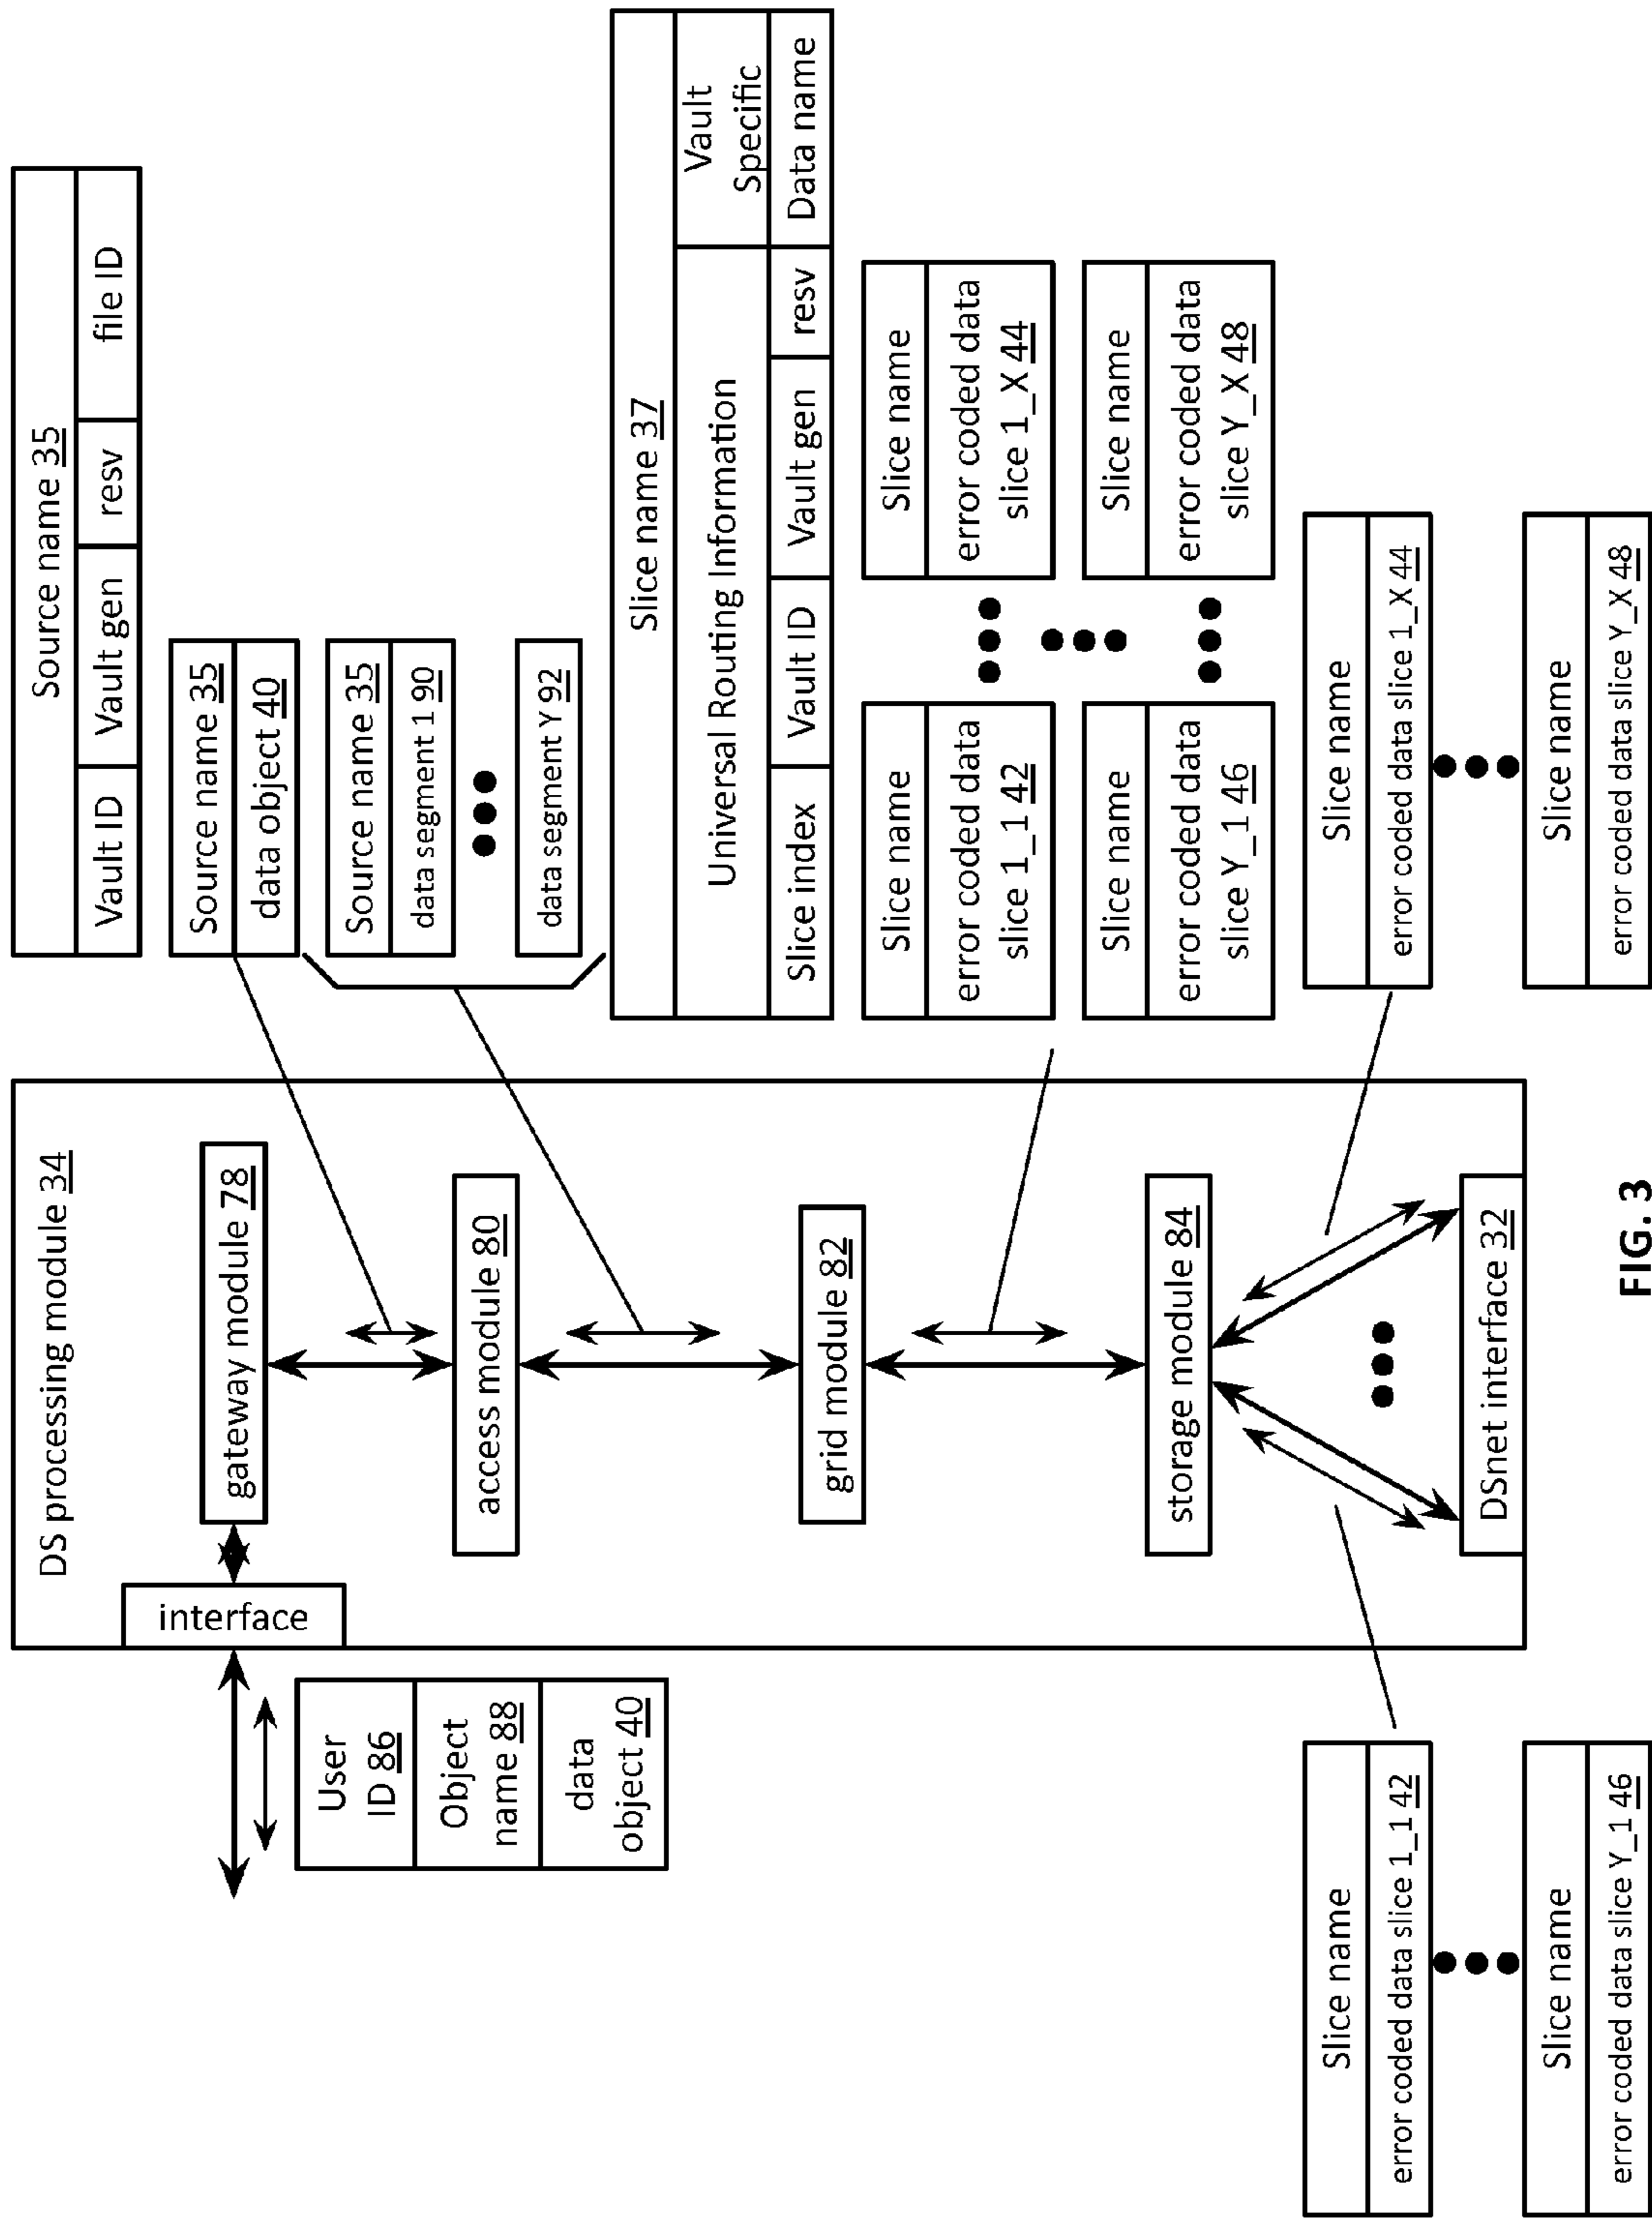 DS processing module 34
interface
gateway module 78
access module 80
grid module 82
storage module 84
DSnet interface 32
User
ID 86
Object
name 88
data
object 40
Source name 35
Vault ID
Vault gen
resv
file ID
Source name 35
data object 40
Source name 35
data segment 1 90
data segment Y 92
Slice name 37
Universal Routing Information
Vault
Specific
Slice index
Vault ID
Vault gen
resv
Data name
Slice name
error coded data
slice 1_1 42
Slice name
error coded data
slice 1_X 44
Slice name
error coded data
slice Y_1 46
Slice name
error coded data
slice Y_X 48
Slice name
error coded data slice 1_1 42
Slice name
error coded data slice Y_1 46
Slice name
error coded data slice 1_X 44
Slice name
error coded data slice Y_X 48
FIG. 3